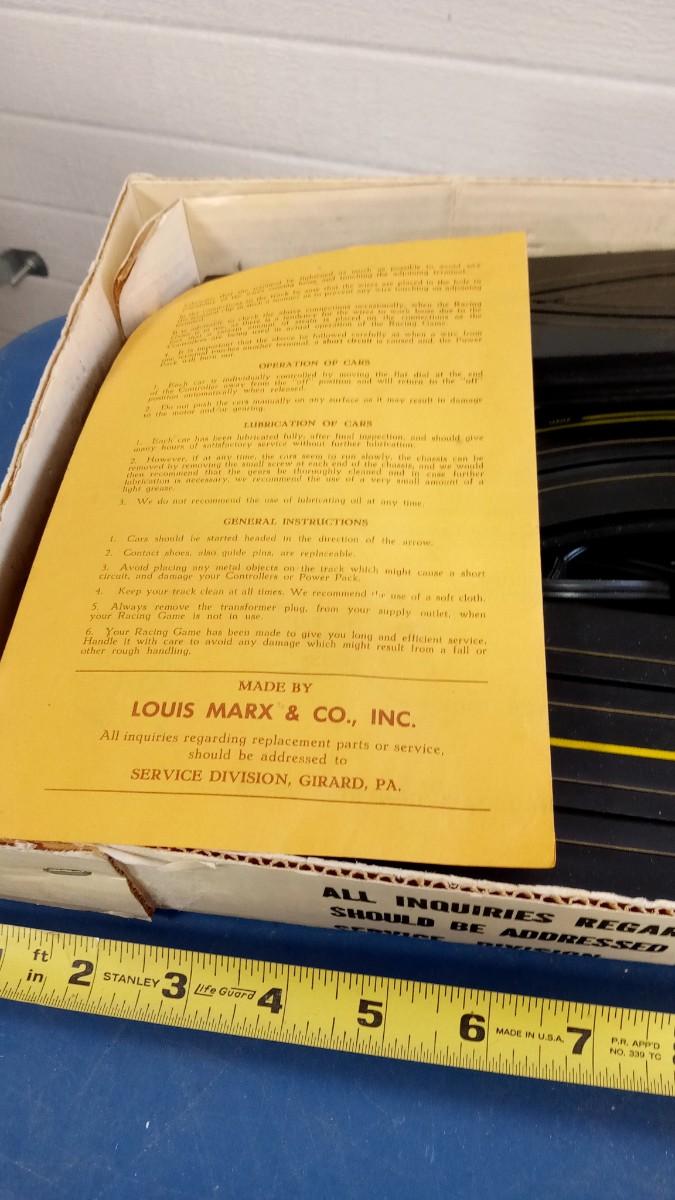 OPERATION OF CARS
1. Each car is individually controlled by moving the flat dial at the end
of the Controller away from the "off" position and will return to the "off"
position automatically when released.
2. Do not push the cars manually on any surface as it may result in damage
to the motor and/or gearing.
LUBRICATION OF CARS
1. Each car has been lubricated fully, after final inspection, and should give
many hours of satisfactory service without further lubrication.
2. However, if at any time, the cars seem to run slowly, the chassis can be
removed by removing the small screw at each end of the chassis, and we would
then recommend that the gears be thoroughly cleaned and in case further
lubrication is necessary, we recommend the use of a very small amount of a
light grease.
3. We do not recommend the use of lubricating oil at any time.
GENERAL INSTRUCTIONS
1. Cars should be started headed in the direction of the arrow.
2. Contact shoes, also guide pins, are replaceable.
3. Avoid placing any metal objects on the track which might cause a short
circuit, and damage your Controllers or Power Pack.
4. Keep your track clean at all times. We recommend the use of a soft cloth.
5. Always remove the transformer plug, from your supply outlet, when
your Racing Game is not in use.
6. Your Racing Game has been made to give you long and efficient service.
Handle it with care to avoid any damage which might result from a fall or
other rough handling.
MADE BY
LOUIS MARX & CO., INC.
All inquiries regarding replacement parts or service,
should be addressed to
SERVICE DIVISION, GIRARD, PA.
ALL INQUIRIES REGAR
SHOULD BE ADDRESSED
SERVICE DIVISION
ft
in 2 STANLEY 3 Life Guard 4 5 6 MADE IN U.S.A. 7 P.R. APP'D
NO. 339 TC